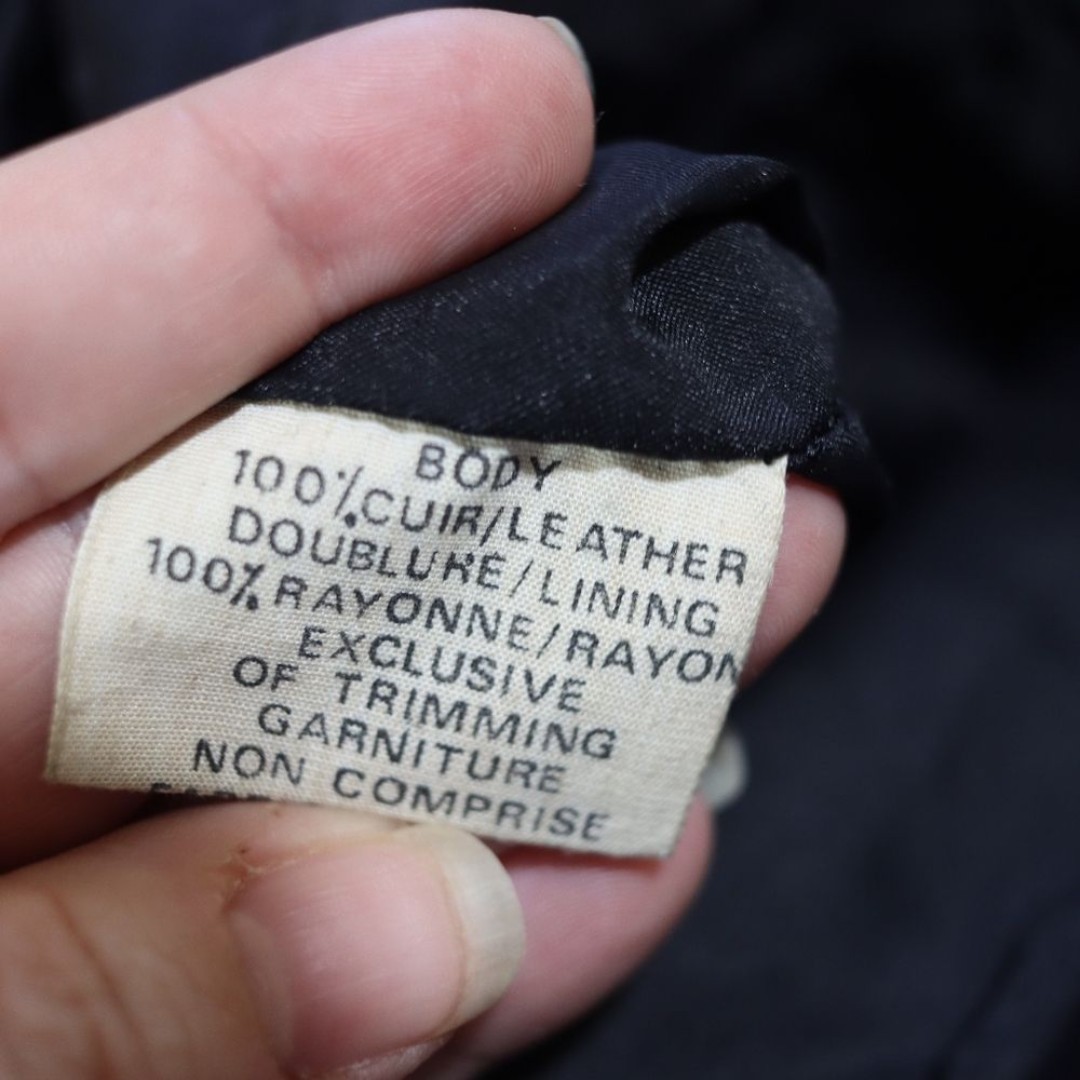 BODY
100% CUIR/LEATHER
DOUBLURE/LINING
100% RAYONNE/RAYON
EXCLUSIVE
OF TRIMMING
GARNITURE
NON COMPRISE